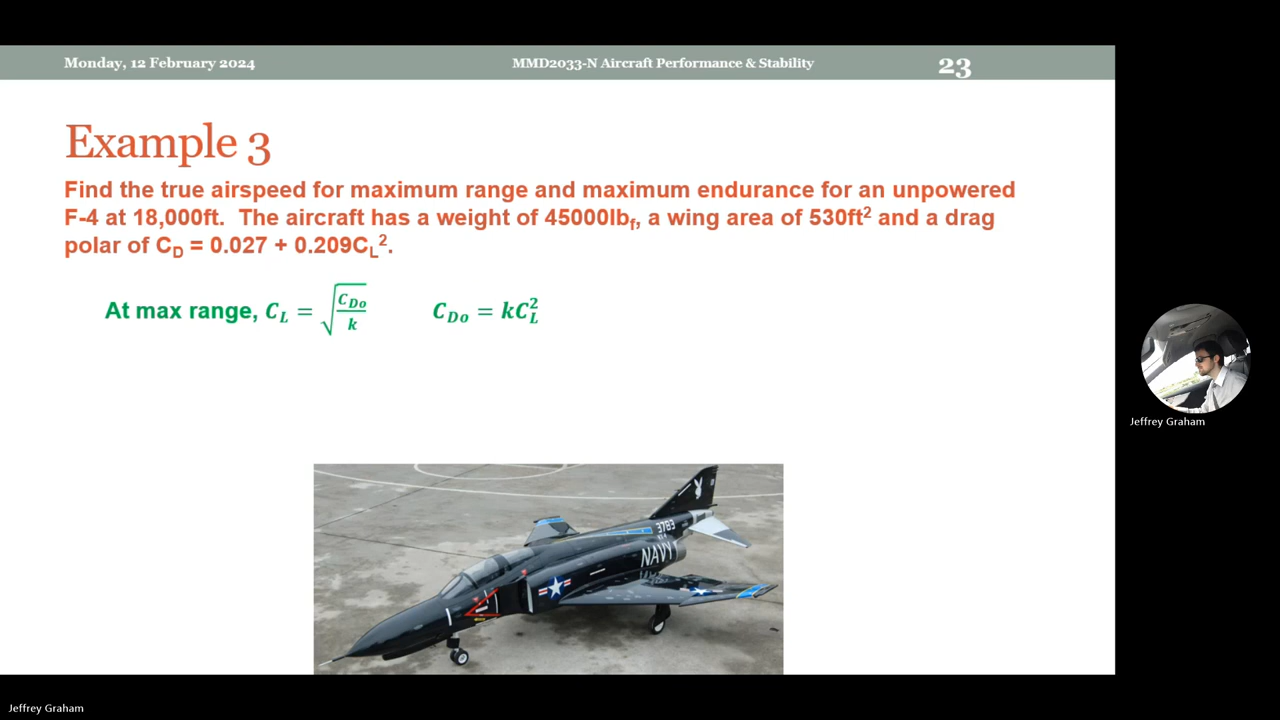 Monday, 12 February 2024 MMD2033-N Aircraft Performance & Stability 23
Example 3
Find the true airspeed for maximum range and maximum endurance for an unpowered
F-4 at 18,000ft. The aircraft has a weight of 45000lbf, a wing area of 530ft² and a drag
polar of CD = 0.027 + 0.209CL².
At max range, CL = √(CDo/k) CDo = kCL²
3783
NAVY
Jeffrey Graham
Jeffrey Graham